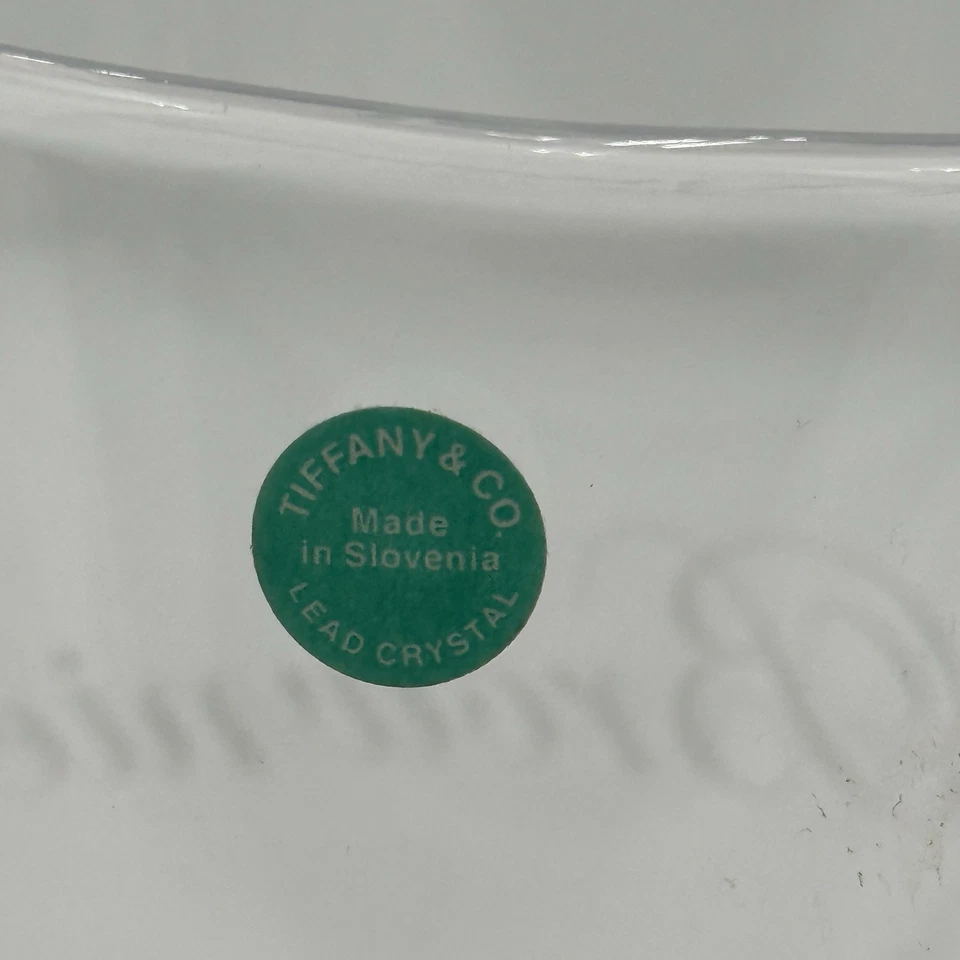 TIFFANY & CO.
Made
in Slovenia
LEAD CRYSTAL